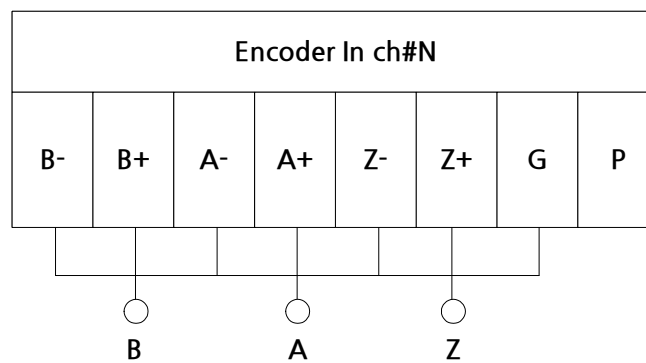 Encoder In ch#N
B- B+ A- A+ Z- Z+ G P
B A Z